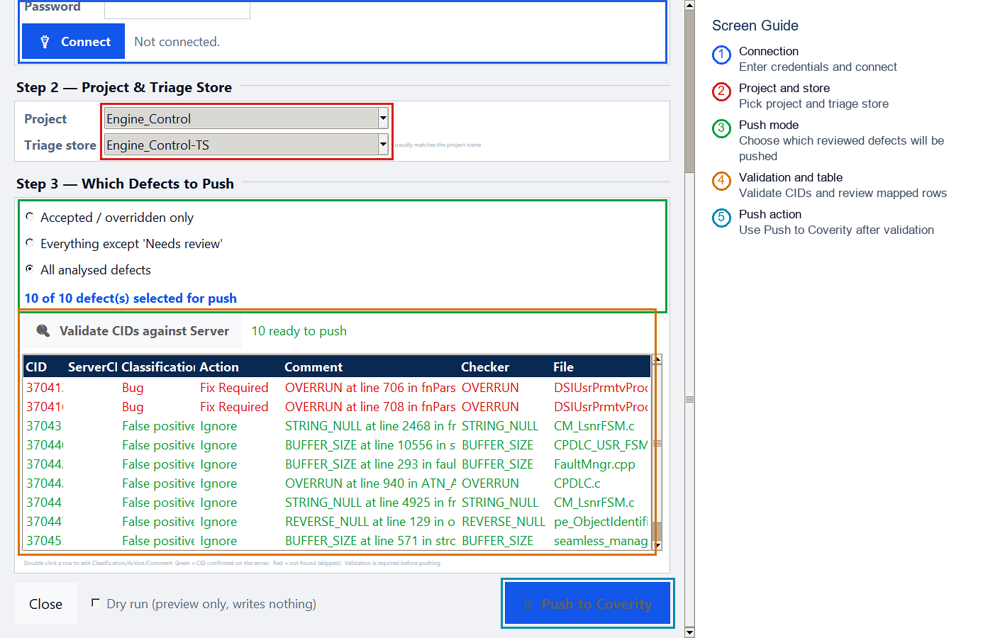 Password
Connect Not connected.
Step 2 — Project & Triage Store
Project Engine_Control
Triage store Engine_Control-TS usually matches the project name
Step 3 — Which Defects to Push
Accepted / overridden only
Everything except 'Needs review'
All analysed defects
10 of 10 defect(s) selected for push
Validate CIDs against Server 10 ready to push
CID ServerCI Classification Action Comment Checker File
37041 Bug Fix Required OVERRUN at line 706 in fnPars OVERRUN DSIUsrPrmtvProc
37041 Bug Fix Required OVERRUN at line 708 in fnPars OVERRUN DSIUsrPrmtvProc
37043 False positive Ignore STRING_NULL at line 2468 in fr STRING_NULL CM_LsnrFSM.c
37044 False positive Ignore BUFFER_SIZE at line 10556 in s BUFFER_SIZE CPDLC_USR_FSM
37044 False positive Ignore BUFFER_SIZE at line 293 in faul BUFFER_SIZE FaultMngr.cpp
37044 False positive Ignore OVERRUN at line 940 in ATN_A OVERRUN CPDLC.c
37044 False positive Ignore STRING_NULL at line 4925 in fr STRING_NULL CM_LsnrFSM.c
37044 False positive Ignore REVERSE_NULL at line 129 in o REVERSE_NULL pe_ObjectIdentifi
37045 False positive Ignore BUFFER_SIZE at line 571 in strc BUFFER_SIZE seamless_manag
Double-click a row to edit Classification/Action/Comment. Green = CID confirmed on the server. Red = not found (skipped). Validation is required before pushing.
Close Dry run (preview only, writes nothing) Push to Coverity
Screen Guide
1 Connection
Enter credentials and connect
2 Project and store
Pick project and triage store
3 Push mode
Choose which reviewed defects will be
pushed
4 Validation and table
Validate CIDs and review mapped rows
5 Push action
Use Push to Coverity after validation